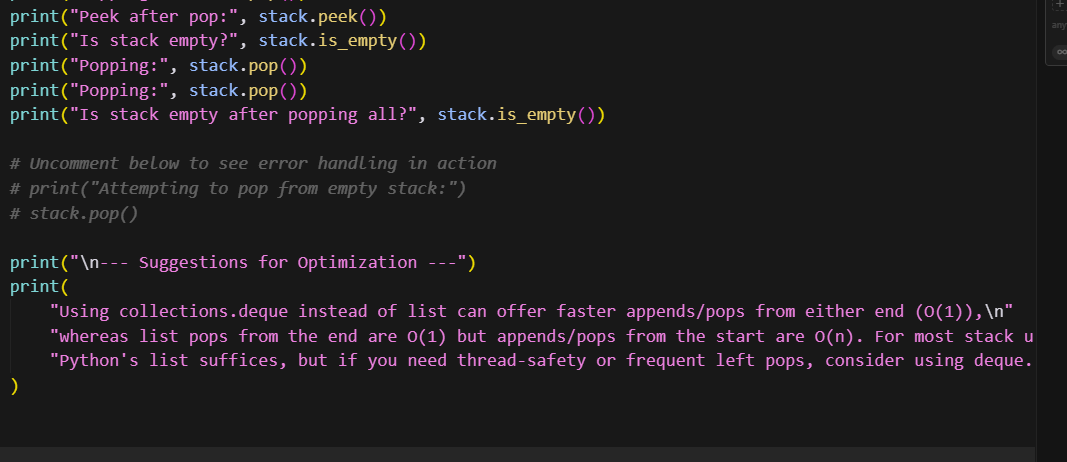 print("Peek after pop:", stack.peek())
print("Is stack empty?", stack.is_empty())
print("Popping:", stack.pop())
print("Popping:", stack.pop())
print("Is stack empty after popping all?", stack.is_empty())
# Uncomment below to see error handling in action
# print("Attempting to pop from empty stack:")
# stack.pop()
print("\n--- Suggestions for Optimization ---")
print(
"Using collections.deque instead of list can offer faster appends/pops from either end (O(1)),\n"
"whereas list pops from the end are O(1) but appends/pops from the start are O(n). For most stack u
"Python's list suffices, but if you need thread-safety or frequent left pops, consider using deque.
)